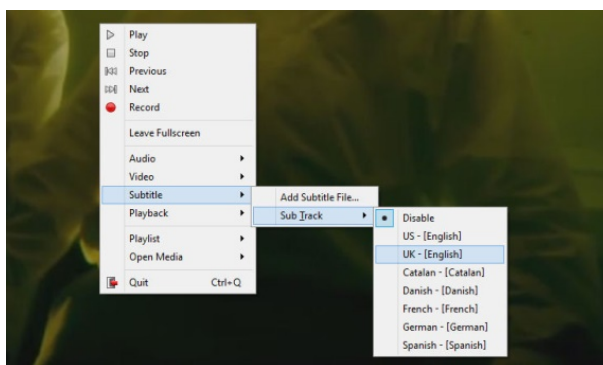 Play
Stop
Previous
Next
Record
Leave Fullscreen
Audio
Video
Subtitle
Playback
Playlist
Open Media
Quit Ctrl+Q
Add Subtitle File...
Sub Track
Disable
US - [English]
UK - [English]
Catalan - [Catalan]
Danish - [Danish]
French - [French]
German - [German]
Spanish - [Spanish]